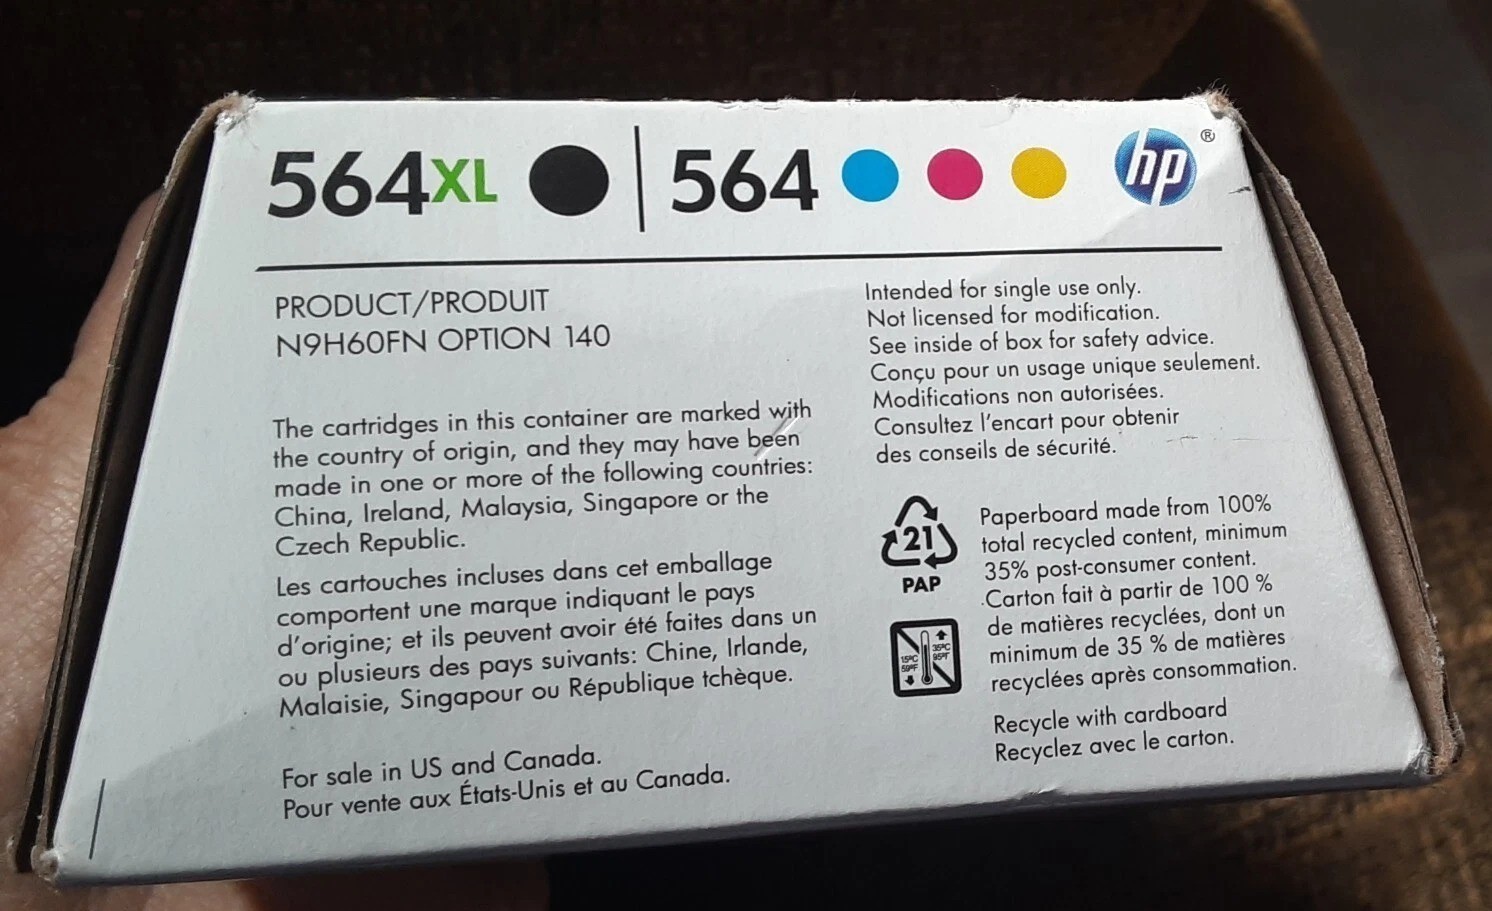 564XL | 564 hp ®
PRODUCT/PRODUIT
N9H60FN OPTION 140
The cartridges in this container are marked with
the country of origin, and they may have been
made in one or more of the following countries:
China, Ireland, Malaysia, Singapore or the
Czech Republic.
Les cartouches incluses dans cet emballage
comportent une marque indiquant le pays
d'origine; et ils peuvent avoir été faites dans un
ou plusieurs des pays suivants: Chine, Irlande,
Malaisie, Singapour ou République tchèque.
For sale in US and Canada.
Pour vente aux États-Unis et au Canada.
Intended for single use only.
Not licensed for modification.
See inside of box for safety advice.
Conçu pour un usage unique seulement.
Modifications non autorisées.
Consultez l'encart pour obtenir
des conseils de sécurité.
21
PAP
Paperboard made from 100%
total recycled content, minimum
35% post-consumer content.
Carton fait à partir de 100 %
de matières recyclées, dont un
minimum de 35 % de matières
recyclées après consommation.
15ºC
59ºF
35ºC
95ºF
Recycle with cardboard
Recyclez avec le carton.